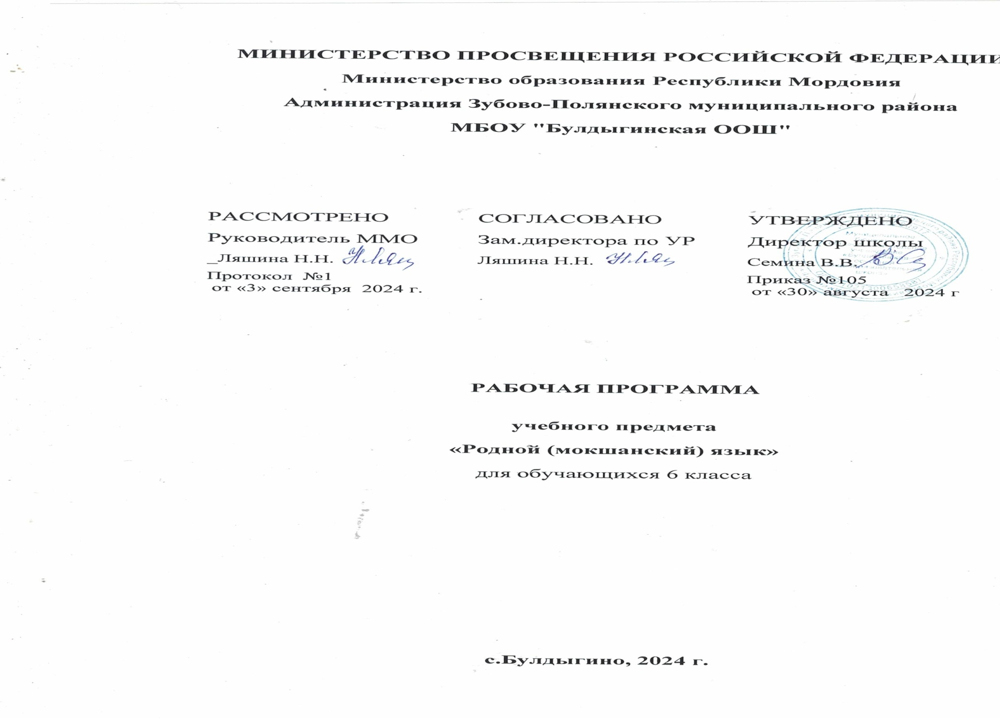 МИНИСТЕРСТВО ПРОСВЕЩЕНИЯ РОССИЙСКОЙ ФЕДЕРАЦИИ
Министерство образования Республики Мордовия
Администрация Зубово-Полянского муниципального района
МБОУ "Булдыгинская ООШ"
РАССМОТРЕНО
Руководитель ММО
_Ляшина Н.Н.
Протокол №1
от «3» сентября 2024 г.
СОГЛАСОВАНО
Зам.директора по УР
Ляшина Н.Н.
УТВЕРЖДЕНО
Директор школы
Семина В.В.
Приказ №105
от «30» августа 2024 г
РАБОЧАЯ ПРОГРАММА
учебного предмета
«Родной (мокшанский) язык»
для обучающихся 6 класса
с.Булдыгино, 2024 г.